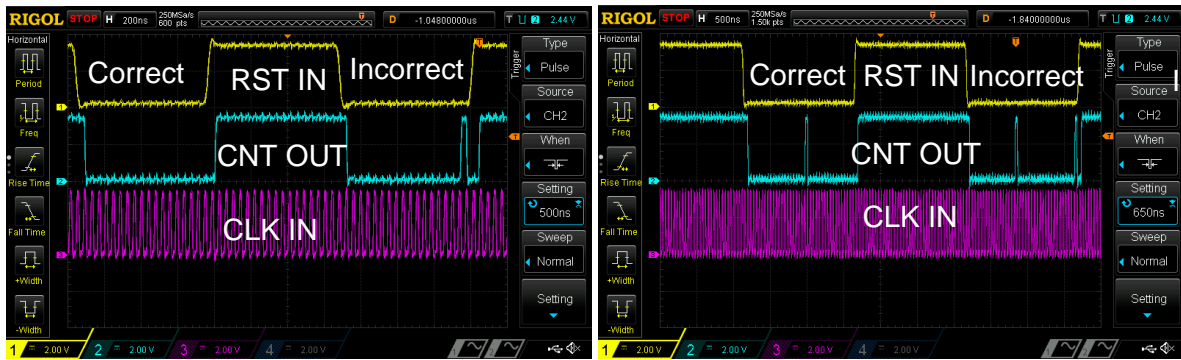 RIGOL STOP H 200ns 250MSa/s 600 pts D -1.04800000us T 2 2.44 V
Horizontal
Period
Freq
Rise Time
Fall Time
+Width
-Width
Correct RST IN Incorrect
CNT OUT
CLK IN
Trigger
Type
Pulse
Source
CH2
When
Setting
500ns
Sweep
Normal
Setting
1 2.00 V 2 2.00 V 3 2.00 V 4 2.00 V
RIGOL STOP H 500ns 250MSa/s 1.50k pts D -1.84000000us T 2 2.44 V
Horizontal
Period
Freq
Rise Time
Fall Time
+Width
-Width
Correct RST IN Incorrect
CNT OUT
CLK IN
Trigger
Type
Pulse
Source
CH2
When
Setting
650ns
Sweep
Normal
Setting
1 2.00 V 2 2.00 V 3 2.00 V 4 2.00 V